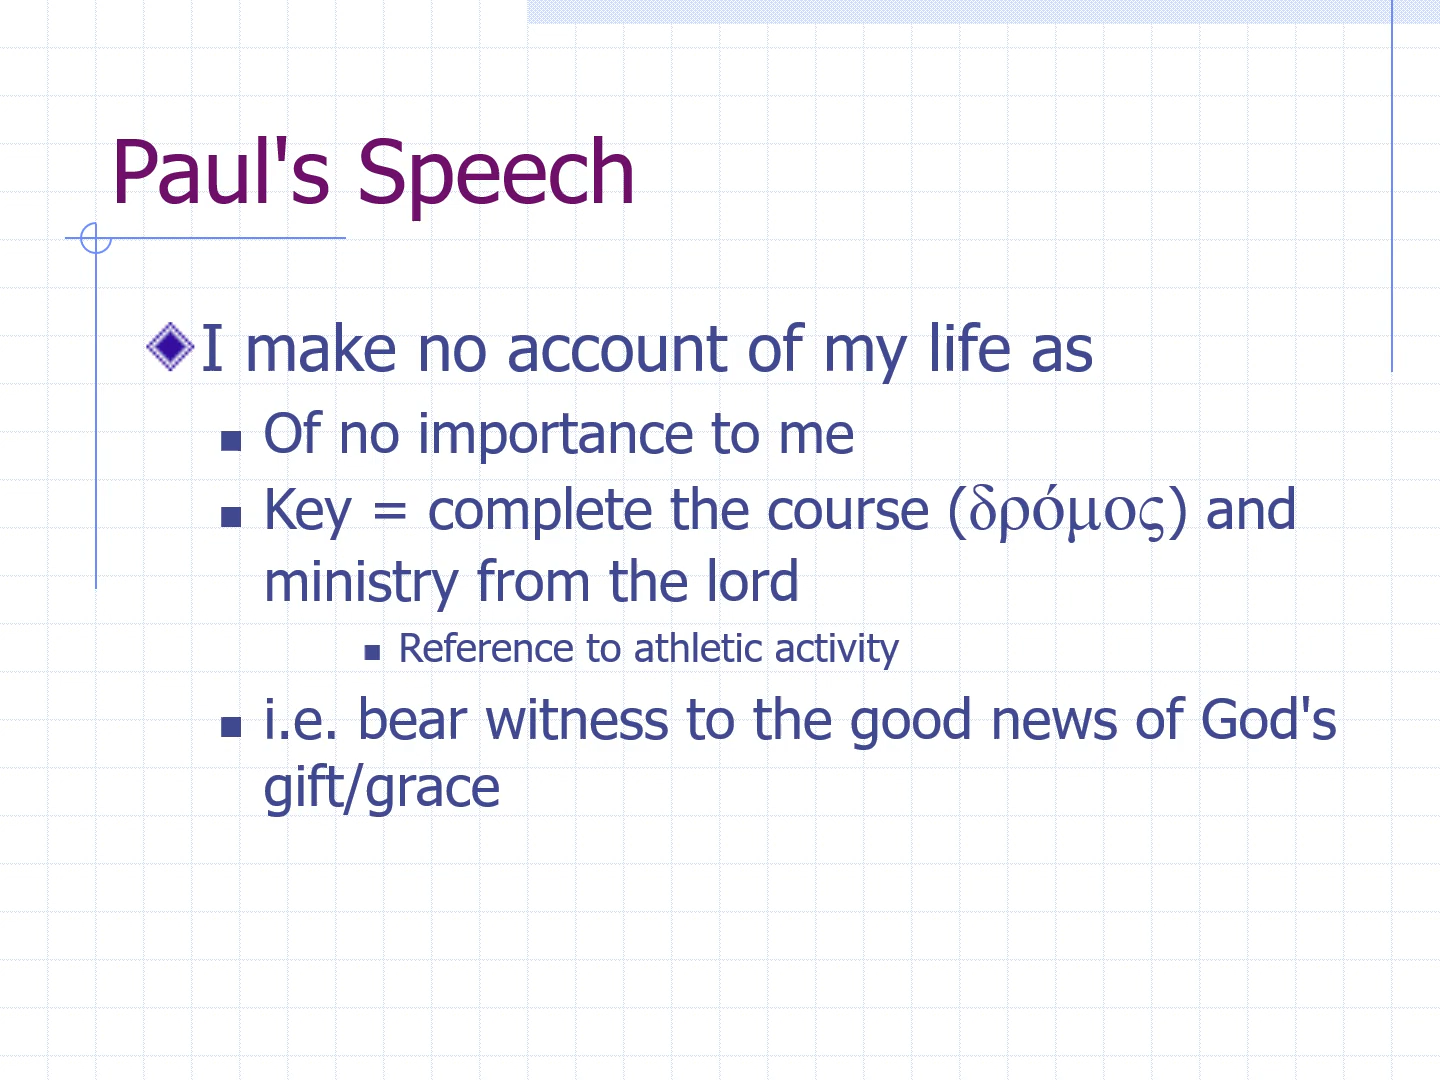 Paul's Speech
I make no account of my life as
Of no importance to me
Key = complete the course (δρόμος) and
ministry from the lord
Reference to athletic activity
i.e. bear witness to the good news of God's
gift/grace